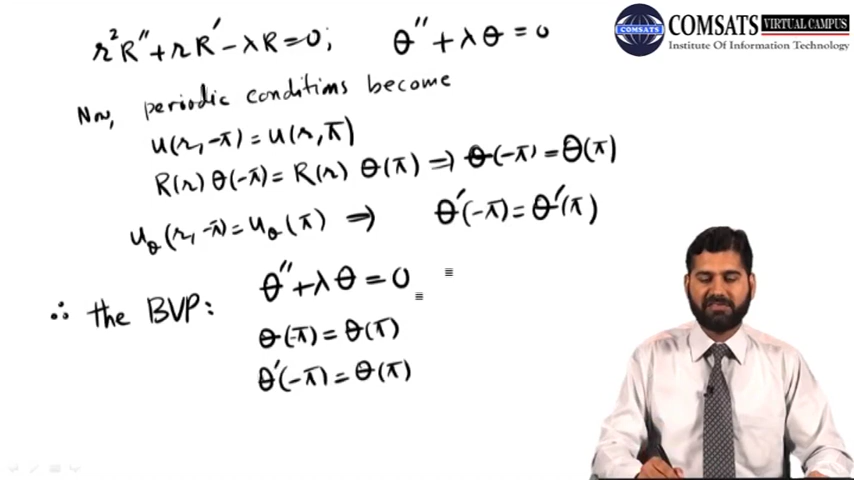 r²R″ + rR′ − λR = 0; θ″ + λθ = 0
COMSATS VIRTUAL CAMPUS
COMSATS
Institute Of Information Technology
Now, periodic conditims become
u(r, −π) = u(r, π)
R(r) θ(−π) = R(r) θ(π) ⇒ θ(−π) = θ(π)
u_θ(r, −π) = u_θ(π) ⇒ θ′(−π) = θ′(π)
∴ the BVP: θ″ + λθ = 0
θ(−π) = θ(π)
θ′(−π) = θ(π)